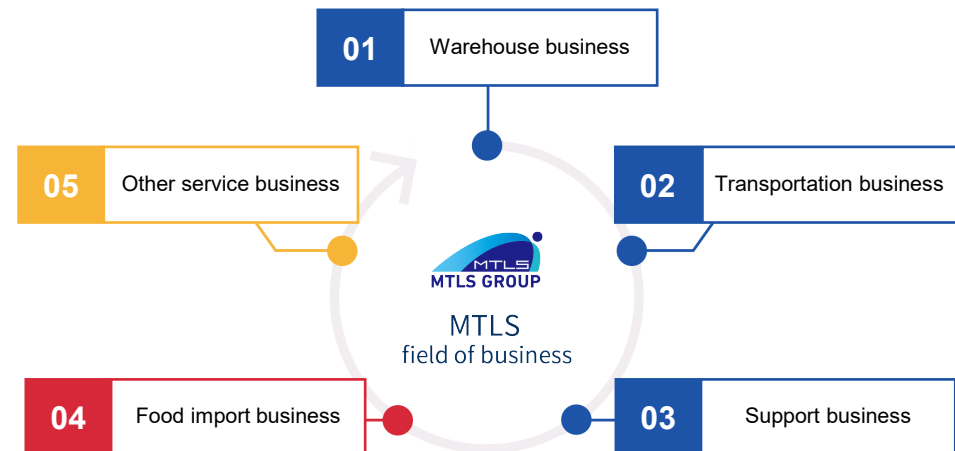 01
Warehouse business
05
Other service business
02
Transportation business
MTLS
MTLS GROUP
MTLS
field of business
04
Food import business
03
Support business